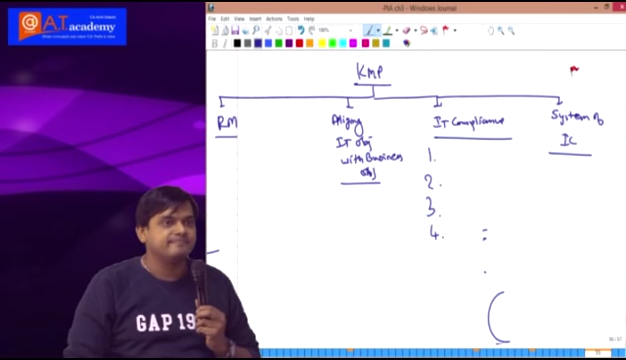 @A.T. academy
PM ch3 - Windows Journal
File Edit View Insert Actions Tools Help
KMP
RM
Aligning
IT obj
with Business
obj
IT Compliance
System of
IC
1.
2.
3.
4.
GAP 19